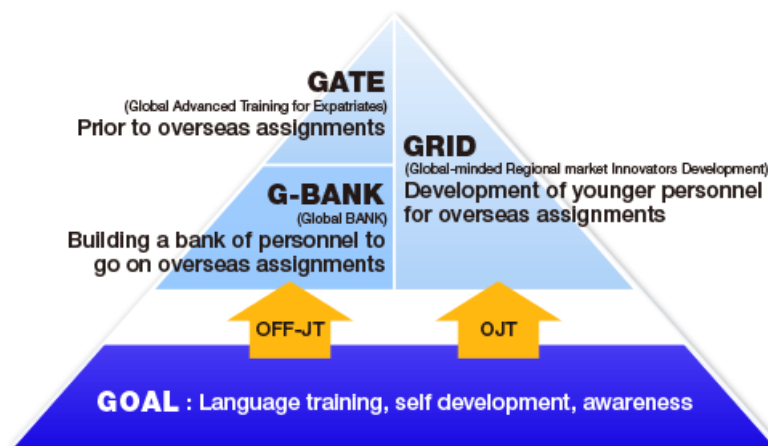 GATE
(Global Advanced Training for Expatriates)
Prior to overseas assignments
G-BANK
(Global BANK)
Building a bank of personnel to
go on overseas assignments
GRID
(Global-minded Regional market Innovators Development)
Development of younger personnel
for overseas assignments
OFF-JT
OJT
GOAL : Language training, self development, awareness